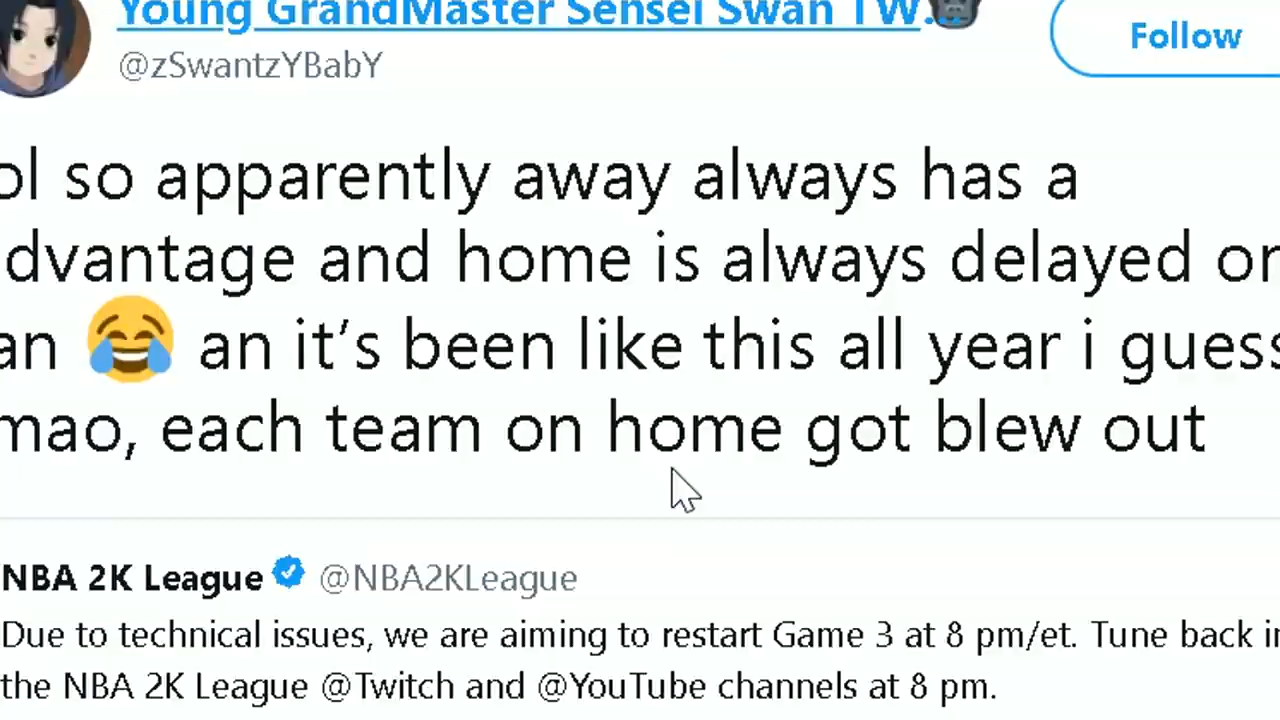 Young GrandMaster Sensei Swan TW...
Follow
@zSwantzYBabY
ol so apparently away always has a
dvantage and home is always delayed or
an 😂 an it’s been like this all year i guess
mao, each team on home got blew out
NBA 2K League @NBA2KLeague
Due to technical issues, we are aiming to restart Game 3 at 8 pm/et. Tune back in
the NBA 2K League @Twitch and @YouTube channels at 8 pm.